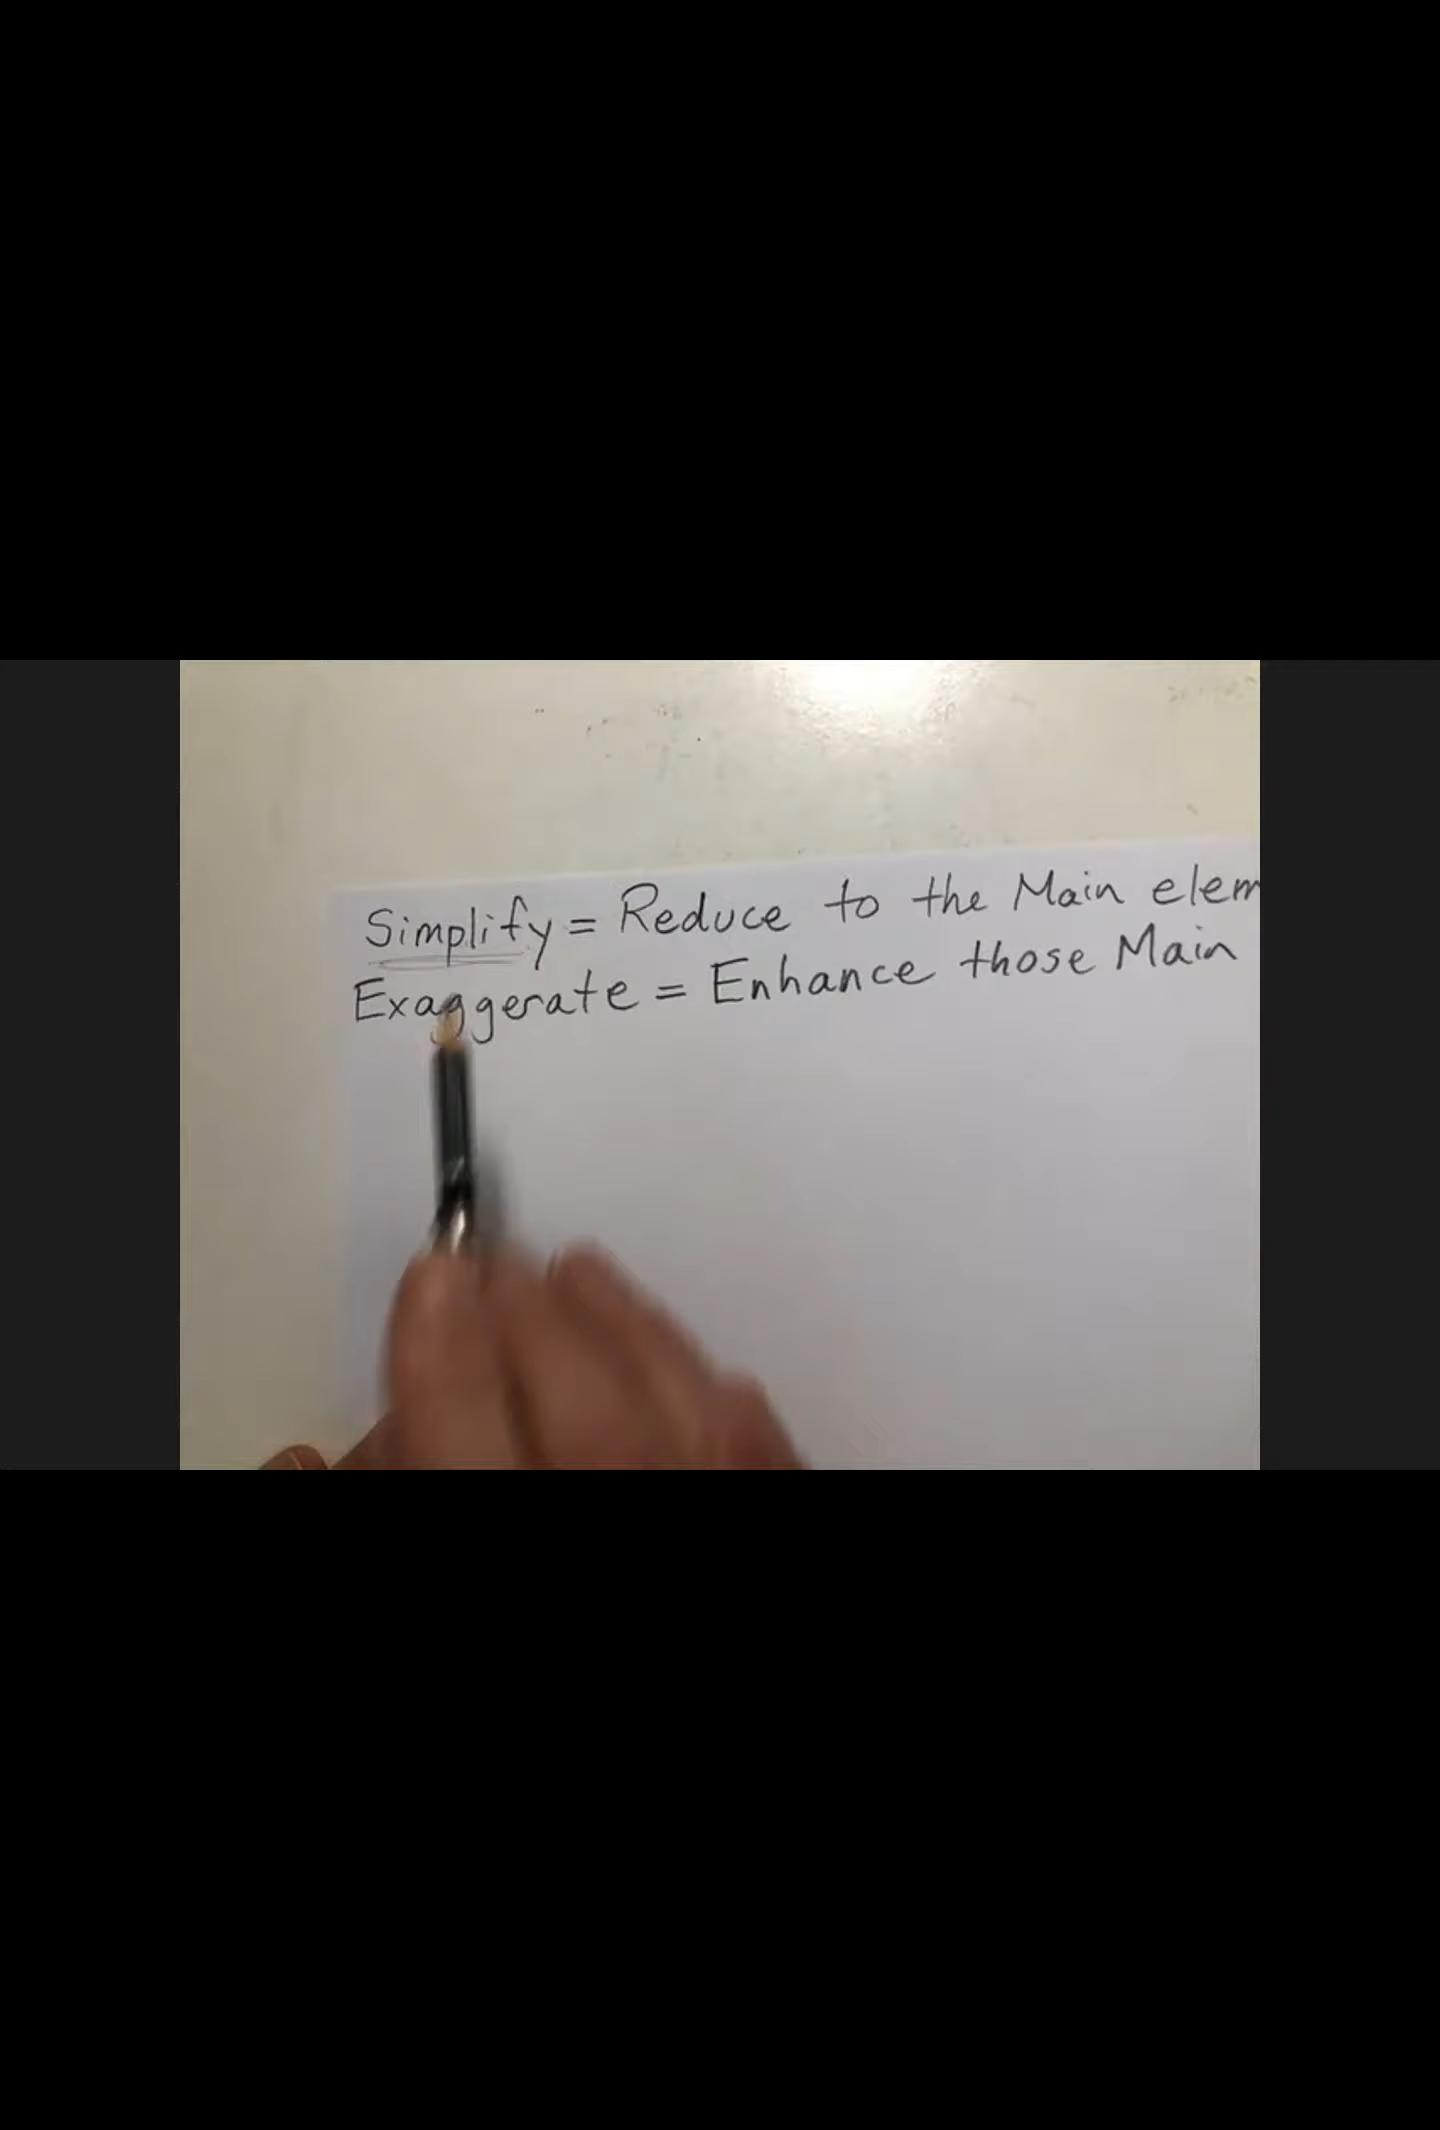 Simplify = Reduce to the Main elem
Exaggerate = Enhance those Main